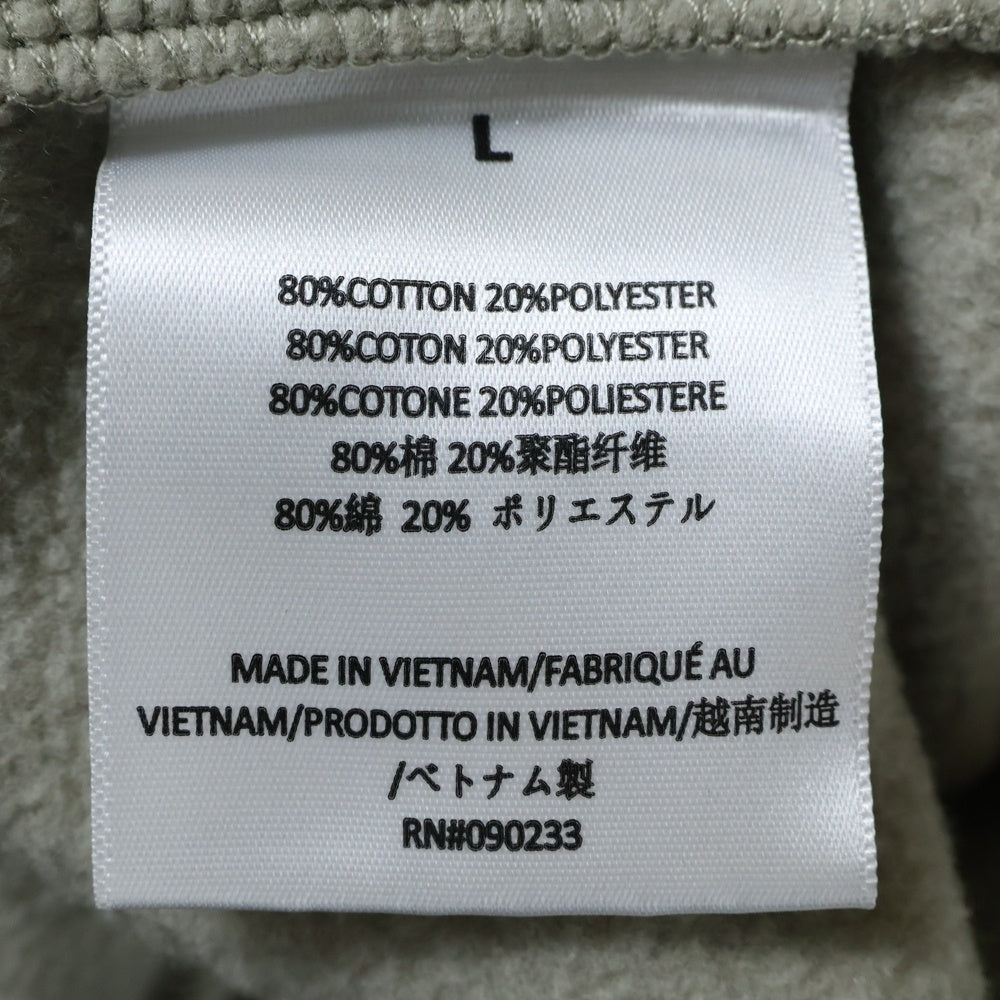 L
80%COTTON 20%POLYESTER
80%COTON 20%POLYESTER
80%COTONE 20%POLIESTERE
80%棉 20%聚酯纤维
80%綿 20% ポリエステル
MADE IN VIETNAM/FABRIQUÉ AU
VIETNAM/PRODOTTO IN VIETNAM/越南制造
/ベトナム製
RN#090233